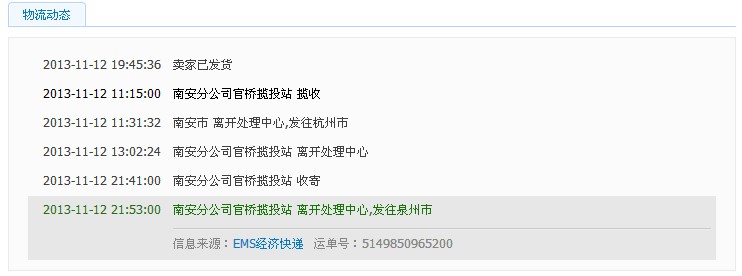 物流动态
2013-11-12 19:45:36 卖家已发货
2013-11-12 11:15:00 南安分公司官桥揽投站 揽收
2013-11-12 11:31:32 南安市 离开处理中心,发往杭州市
2013-11-12 13:02:24 南安分公司官桥揽投站 离开处理中心
2013-11-12 21:41:00 南安分公司官桥揽投站 收寄
2013-11-12 21:53:00 南安分公司官桥揽投站 离开处理中心,发往泉州市
信息来源：EMS经济快递 运单号：5149850965200